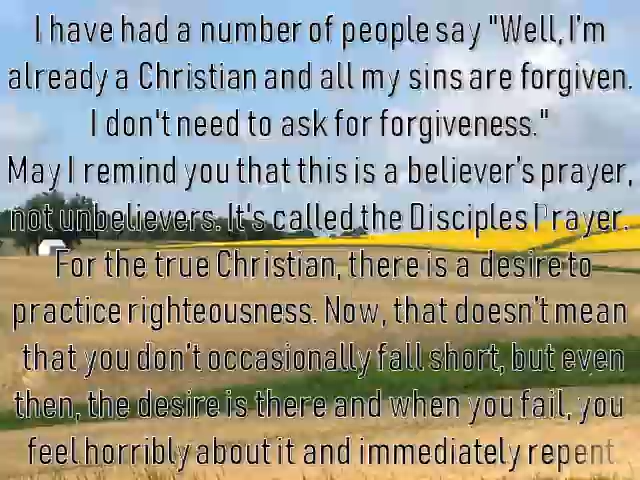 I have had a number of people say "Well, I'm
already a Christian and all my sins are forgiven.
I don't need to ask for forgiveness."
May I remind you that this is a believer's prayer,
not unbelievers. It's called the Disciples Prayer.
For the true Christian, there is a desire to
practice righteousness. Now, that doesn't mean
that you don't occasionally fall short, but even
then, the desire is there and when you fail, you
feel horribly about it and immediately repent